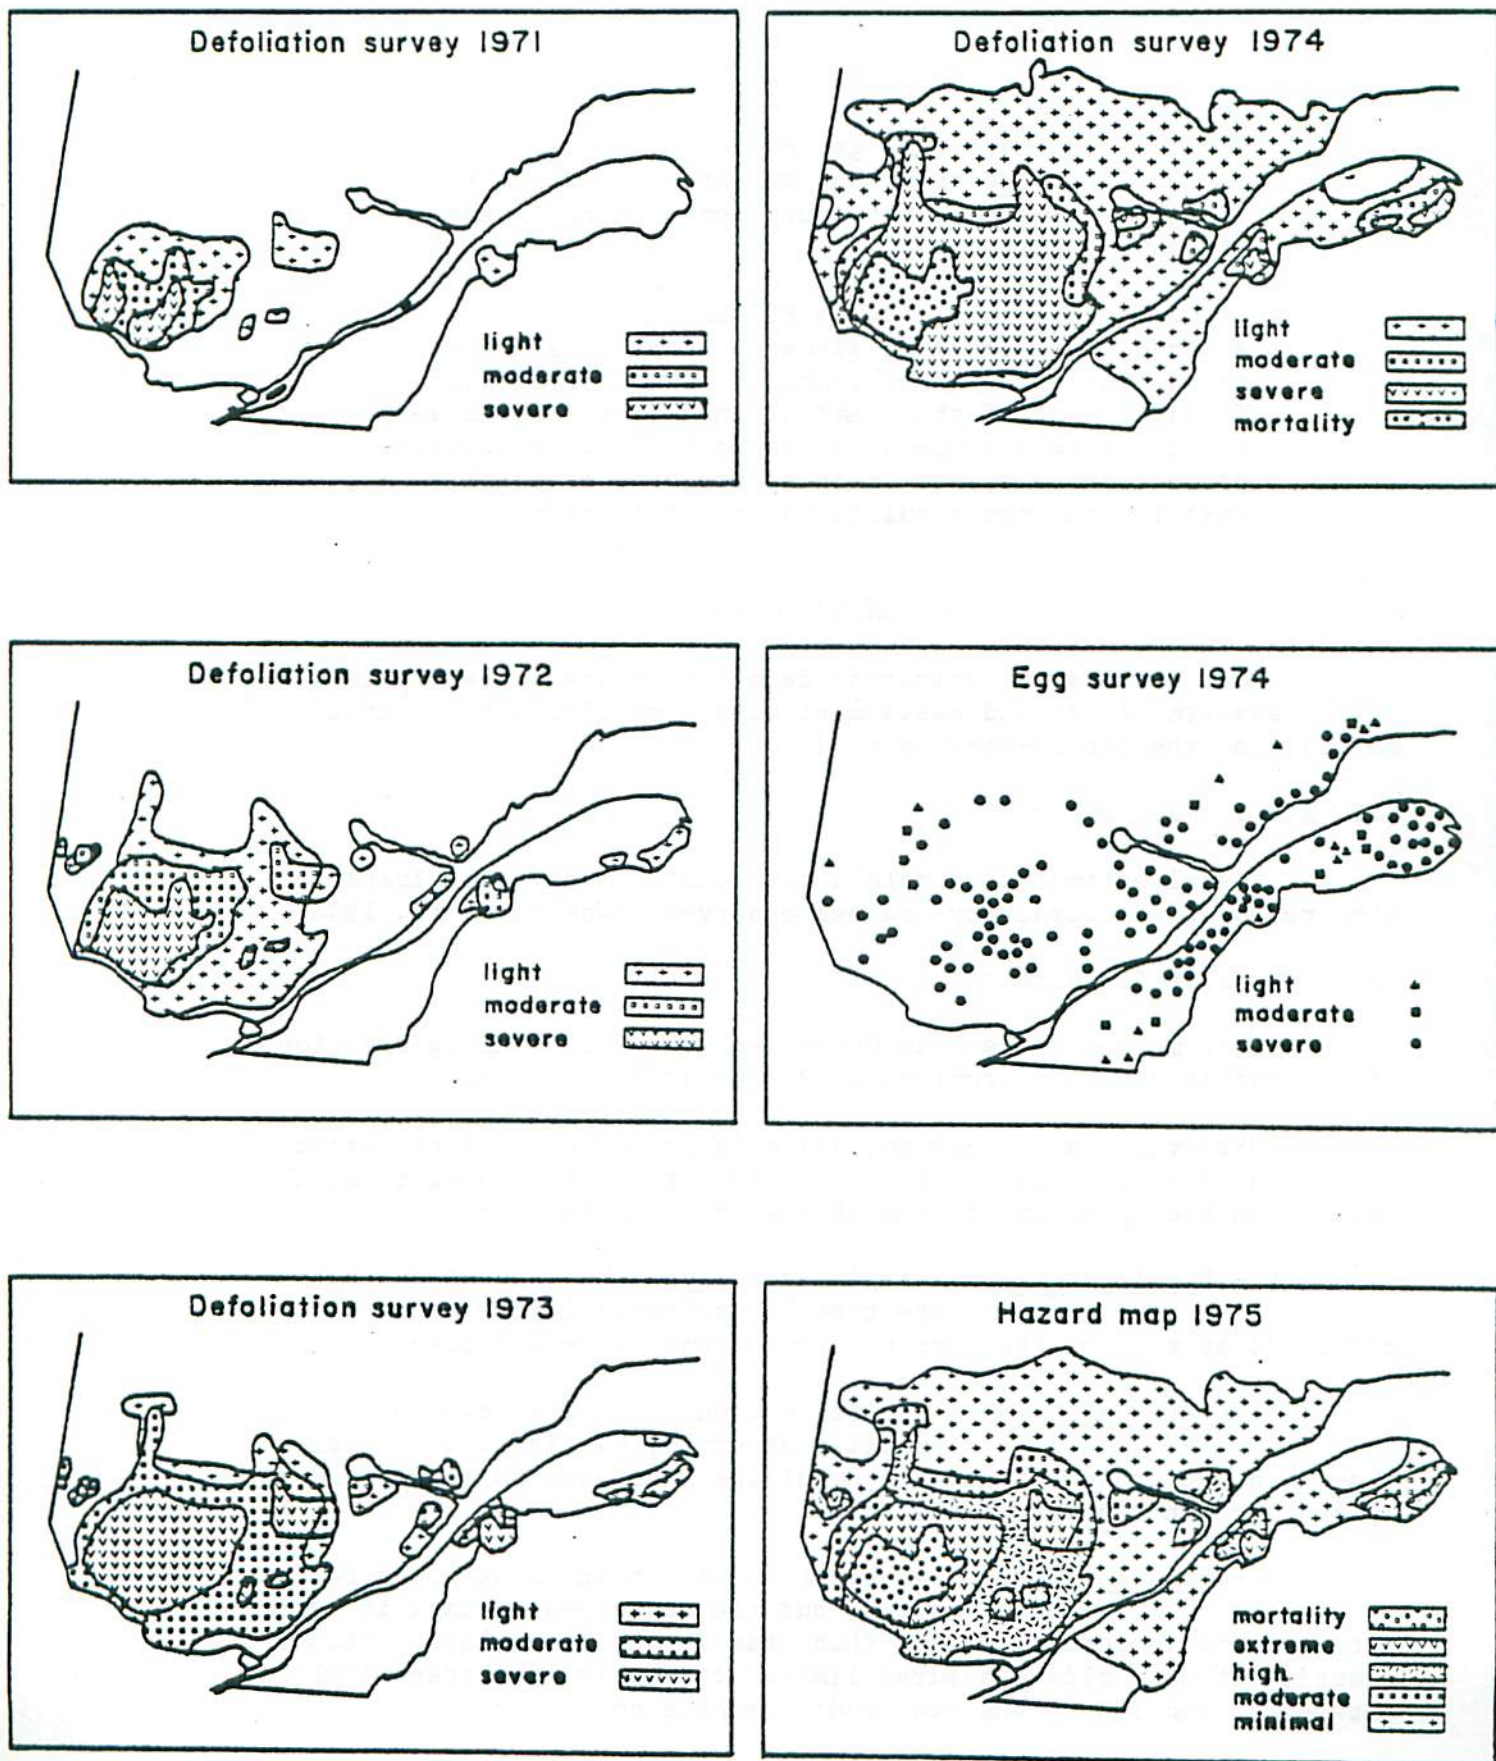 Defoliation survey 1971
light
moderate
severe
Defoliation survey 1974
light
moderate
severe
mortality
Defoliation survey 1972
light
moderate
severe
Egg survey 1974
light
moderate
severe
Defoliation survey 1973
light
moderate
severe
Hazard map 1975
mortality
extreme
high
moderate
minimal